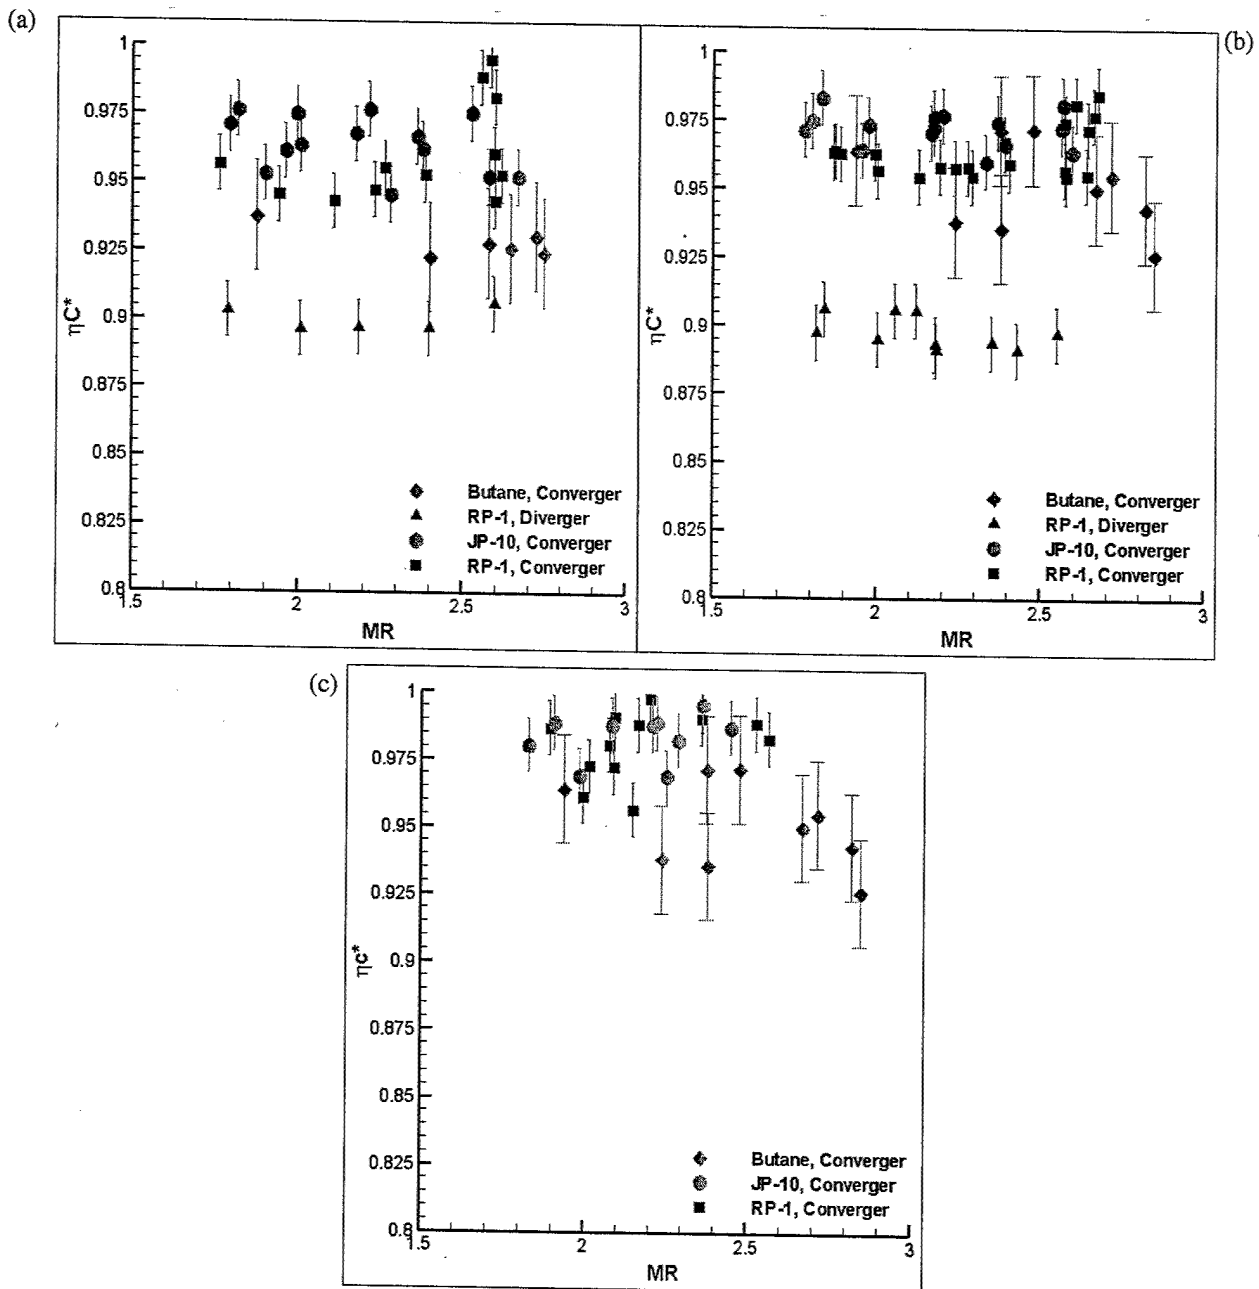 (a)
1
0.975
0.95
0.925
0.9
0.875
0.85
0.825
0.8
ηC*
1.5
2
2.5
3
MR
Butane, Converger
RP-1, Diverger
JP-10, Converger
RP-1, Converger
(b)
1
0.975
0.95
0.925
0.9
0.875
0.85
0.825
0.8
ηC*
1.5
2
2.5
3
MR
Butane, Converger
RP-1, Diverger
JP-10, Converger
RP-1, Converger
(c)
1
0.975
0.95
0.925
0.9
0.875
0.85
0.825
0.8
ηc*
1.5
2
2.5
3
MR
Butane, Converger
JP-10, Converger
RP-1, Converger